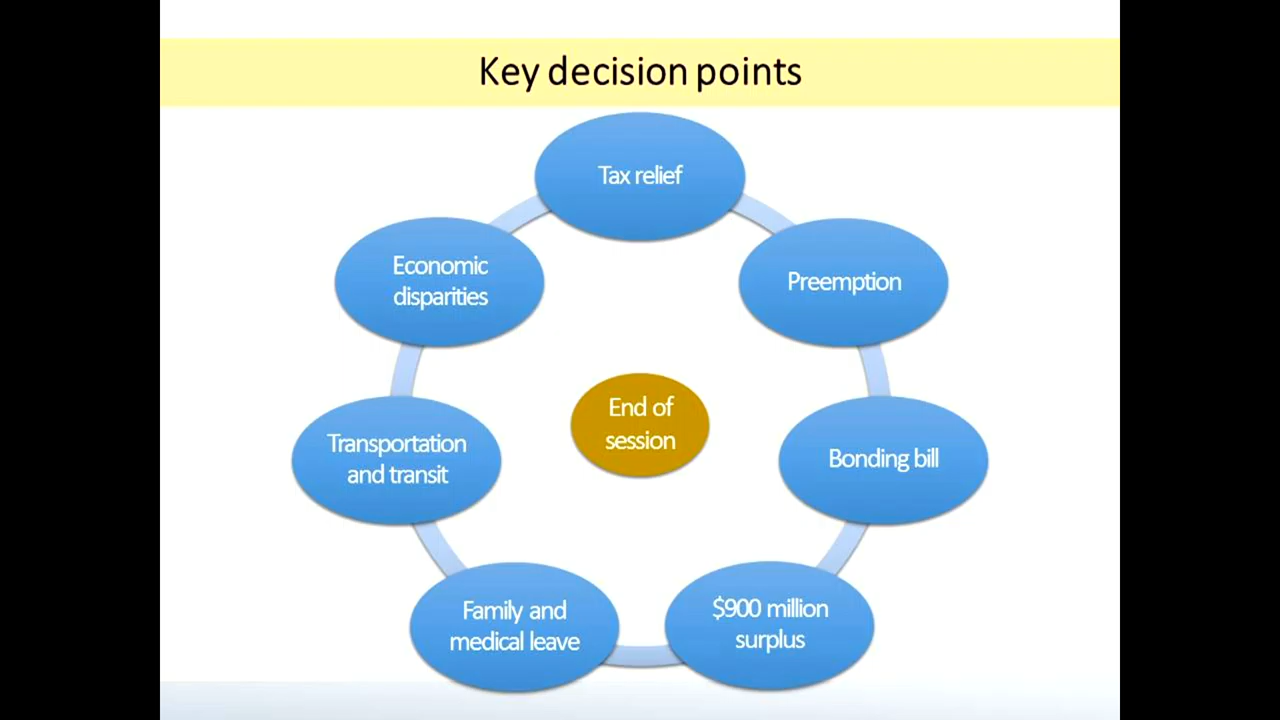 Key decision points
Tax relief
Preemption
Bonding bill
$900 million
surplus
Family and
medical leave
Transportation
and transit
Economic
disparities
End of
session